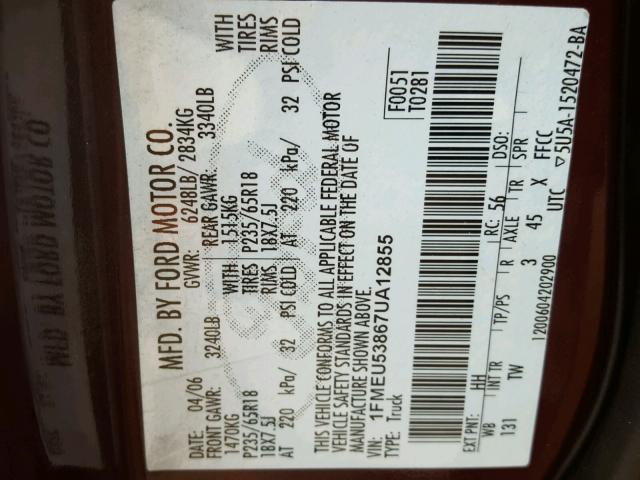 MFD. BY FORD MOTOR CO.
DATE: 04/06 GVWR: 6248LB/ 2834KG
FRONT GAWR: 3240LB REAR GAWR: 3340LB
1470KG WITH 1515KG WITH
P235/65R18 TIRES P235/65R18 TIRES
18X7.5J RIMS 18X7.5J RIMS
AT 220 kPa/ 32 PSI COLD AT 220 kPa/ 32 PSI COLD
THIS VEHICLE CONFORMS TO ALL APPLICABLE FEDERAL MOTOR
VEHICLE SAFETY STANDARDS IN EFFECT ON THE DATE OF
MANUFACTURE SHOWN ABOVE.
VIN: 1FMEU53867UA12855
TYPE: Truck
F0051
T0281
EXT PNT: HH RC: 56 DSO:
WB INT TR TP/PS R AXLE TR SPR
131 TW 3 45 X FFCC
UTC
1200604202900 ▽5U5A-1520472-BA